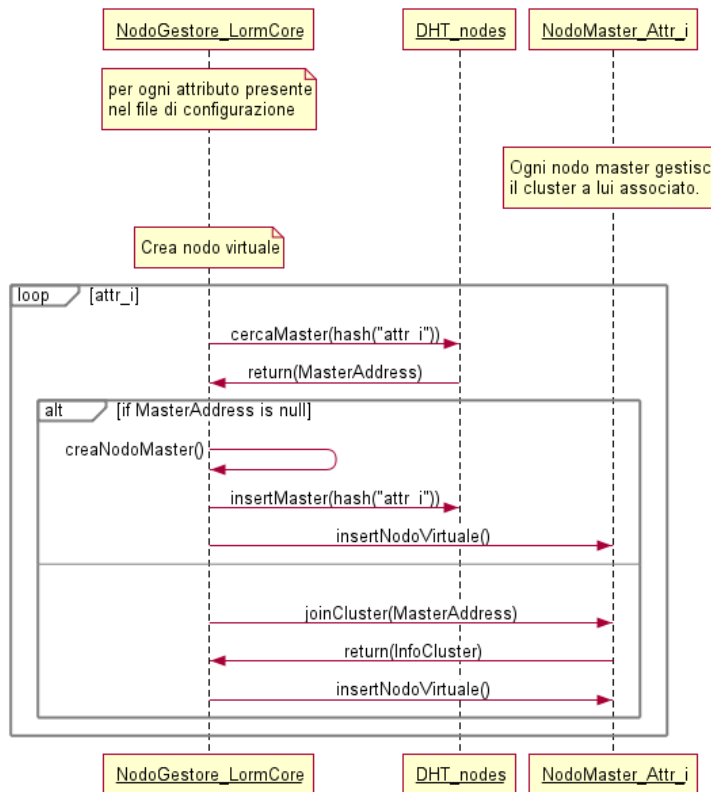 NodoGestore_LormCore DHT_nodes NodoMaster_Attr_i
per ogni attributo presente
nel file di configurazione
Ogni nodo master gestisc
il cluster a lui associato.
Crea nodo virtuale
loop [attr_i]
cercaMaster(hash("attr_i"))
return(MasterAddress)
alt [if MasterAddress is null]
creaNodoMaster()
insertMaster(hash("attr_i"))
insertNodoVirtuale()
joinCluster(MasterAddress)
return(InfoCluster)
insertNodoVirtuale()
NodoGestore_LormCore DHT_nodes NodoMaster_Attr_i